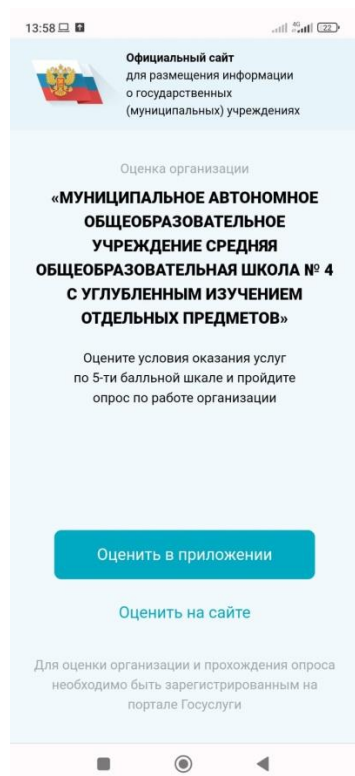 13:58
4G
22
Официальный сайт
для размещения информации
о государственных
(муниципальных) учреждениях
Оценка организации
«МУНИЦИПАЛЬНОЕ АВТОНОМНОЕ
ОБЩЕОБРАЗОВАТЕЛЬНОЕ
УЧРЕЖДЕНИЕ СРЕДНЯЯ
ОБЩЕОБРАЗОВАТЕЛЬНАЯ ШКОЛА № 4
С УГЛУБЛЕННЫМ ИЗУЧЕНИЕМ
ОТДЕЛЬНЫХ ПРЕДМЕТОВ»
Оцените условия оказания услуг
по 5-ти балльной шкале и пройдите
опрос по работе организации
Оценить в приложении
Оценить на сайте
Для оценки организации и прохождения опроса
необходимо быть зарегистрированным на
портале Госуслуги